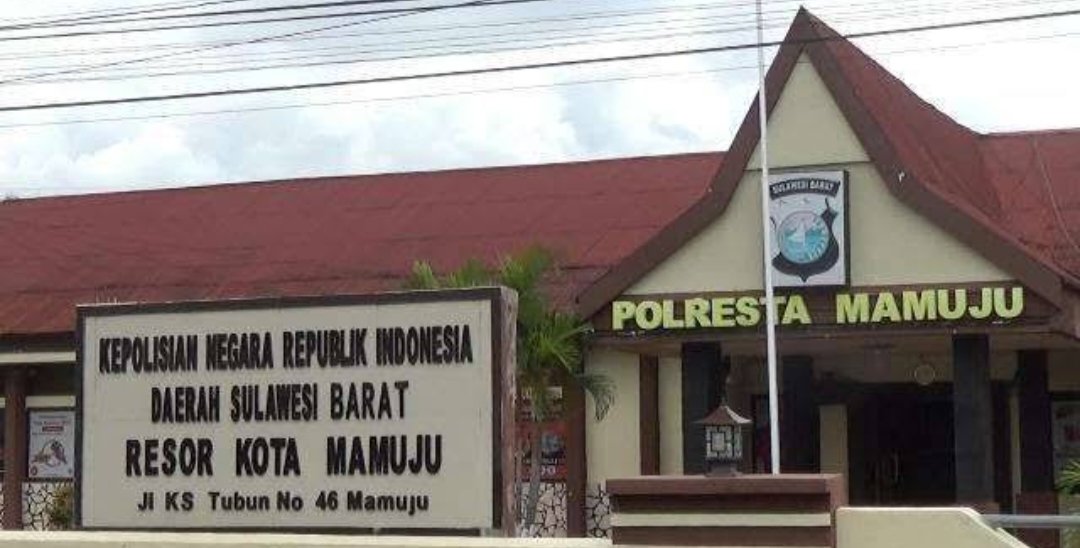 SULAWESI BARAT
POLRESTA MAMUJU
KEPOLISIAN NEGARA REPUBLIK INDONESIA
DAERAH SULAWESI BARAT
RESOR KOTA MAMUJU
Jl KS Tubun No 46 Mamuju